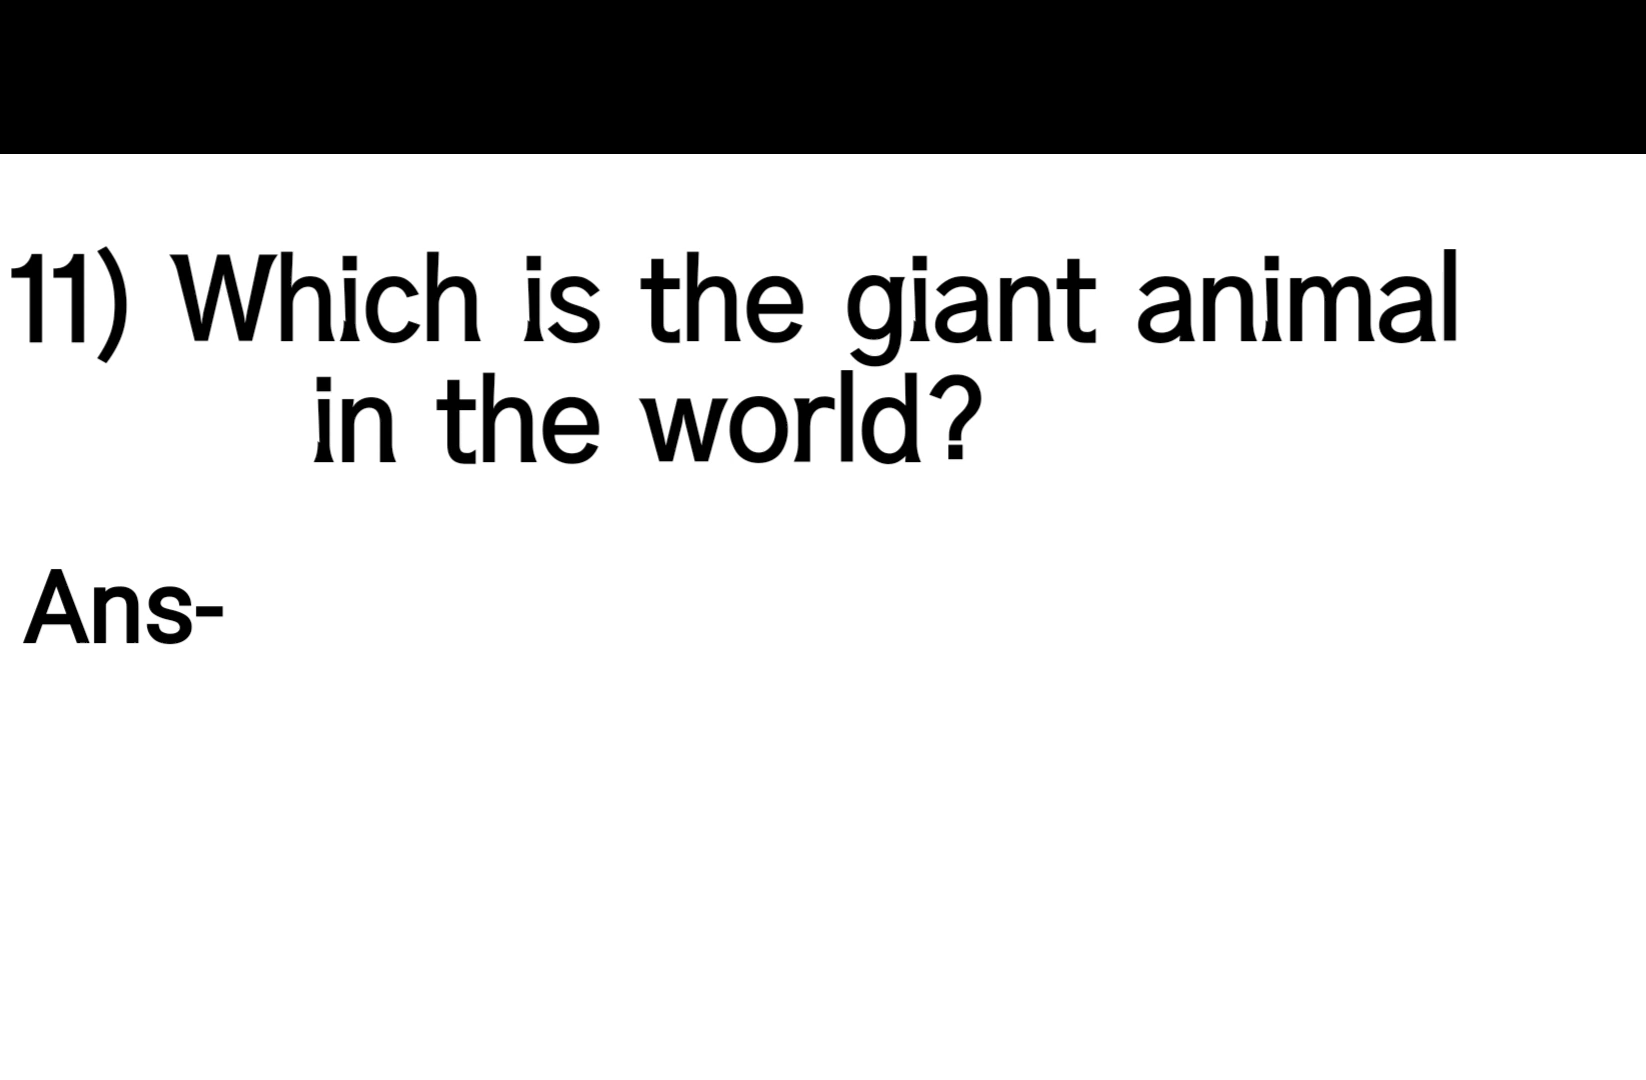 11) Which is the giant animal
in the world?
Ans-